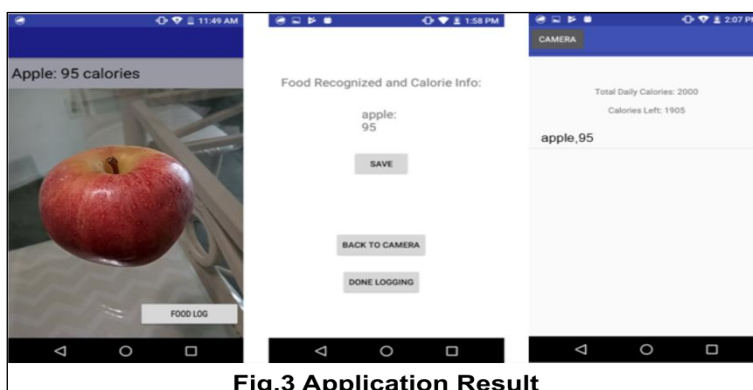 11:49 AM
Apple: 95 calories
FOOD LOG
1:58 PM
Food Recognized and Calorie Info:
apple:
95
SAVE
BACK TO CAMERA
DONE LOGGING
2:07 PM
CAMERA
Total Daily Calories: 2000
Calories Left: 1905
apple,95
Fig.3 Application Result